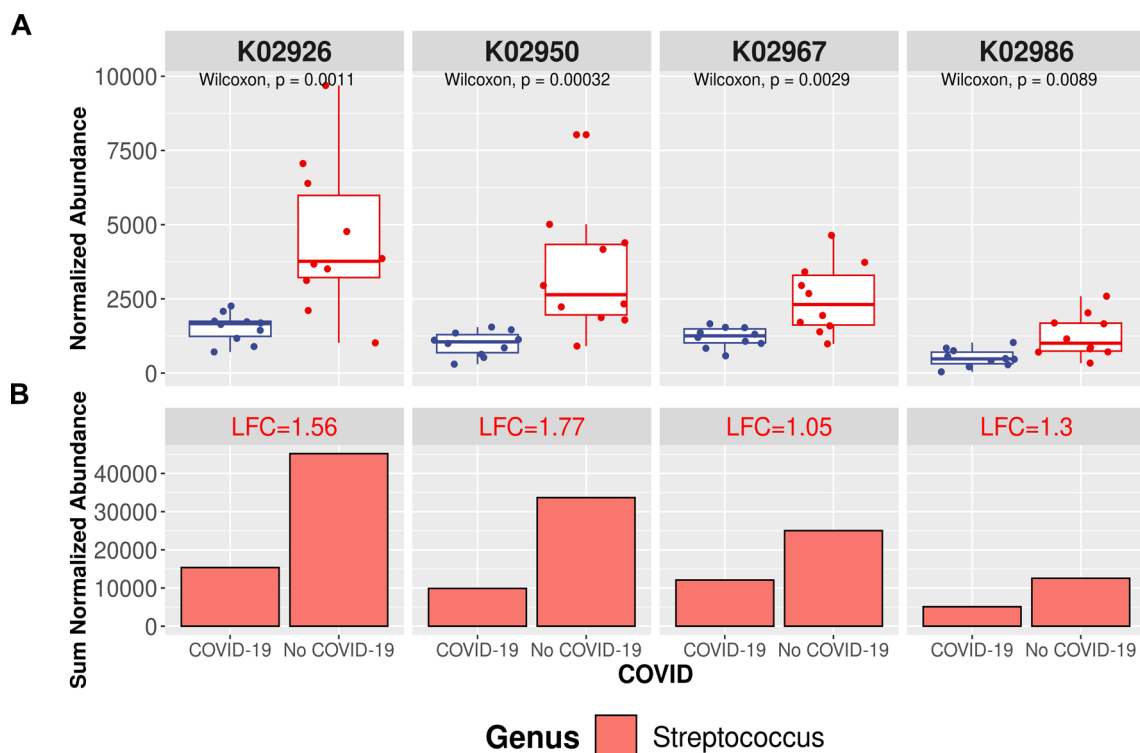 A
K02926 K02950 K02967 K02986
Wilcoxon, p = 0.0011 Wilcoxon, p = 0.00032 Wilcoxon, p = 0.0029 Wilcoxon, p = 0.0089
Normalized Abundance
10000
7500
5000
2500
0
B
LFC=1.56 LFC=1.77 LFC=1.05 LFC=1.3
Sum Normalized Abundance
40000
30000
20000
10000
0
COVID-19 No COVID-19 COVID-19 No COVID-19 COVID-19 No COVID-19 COVID-19 No COVID-19
COVID
Genus Streptococcus